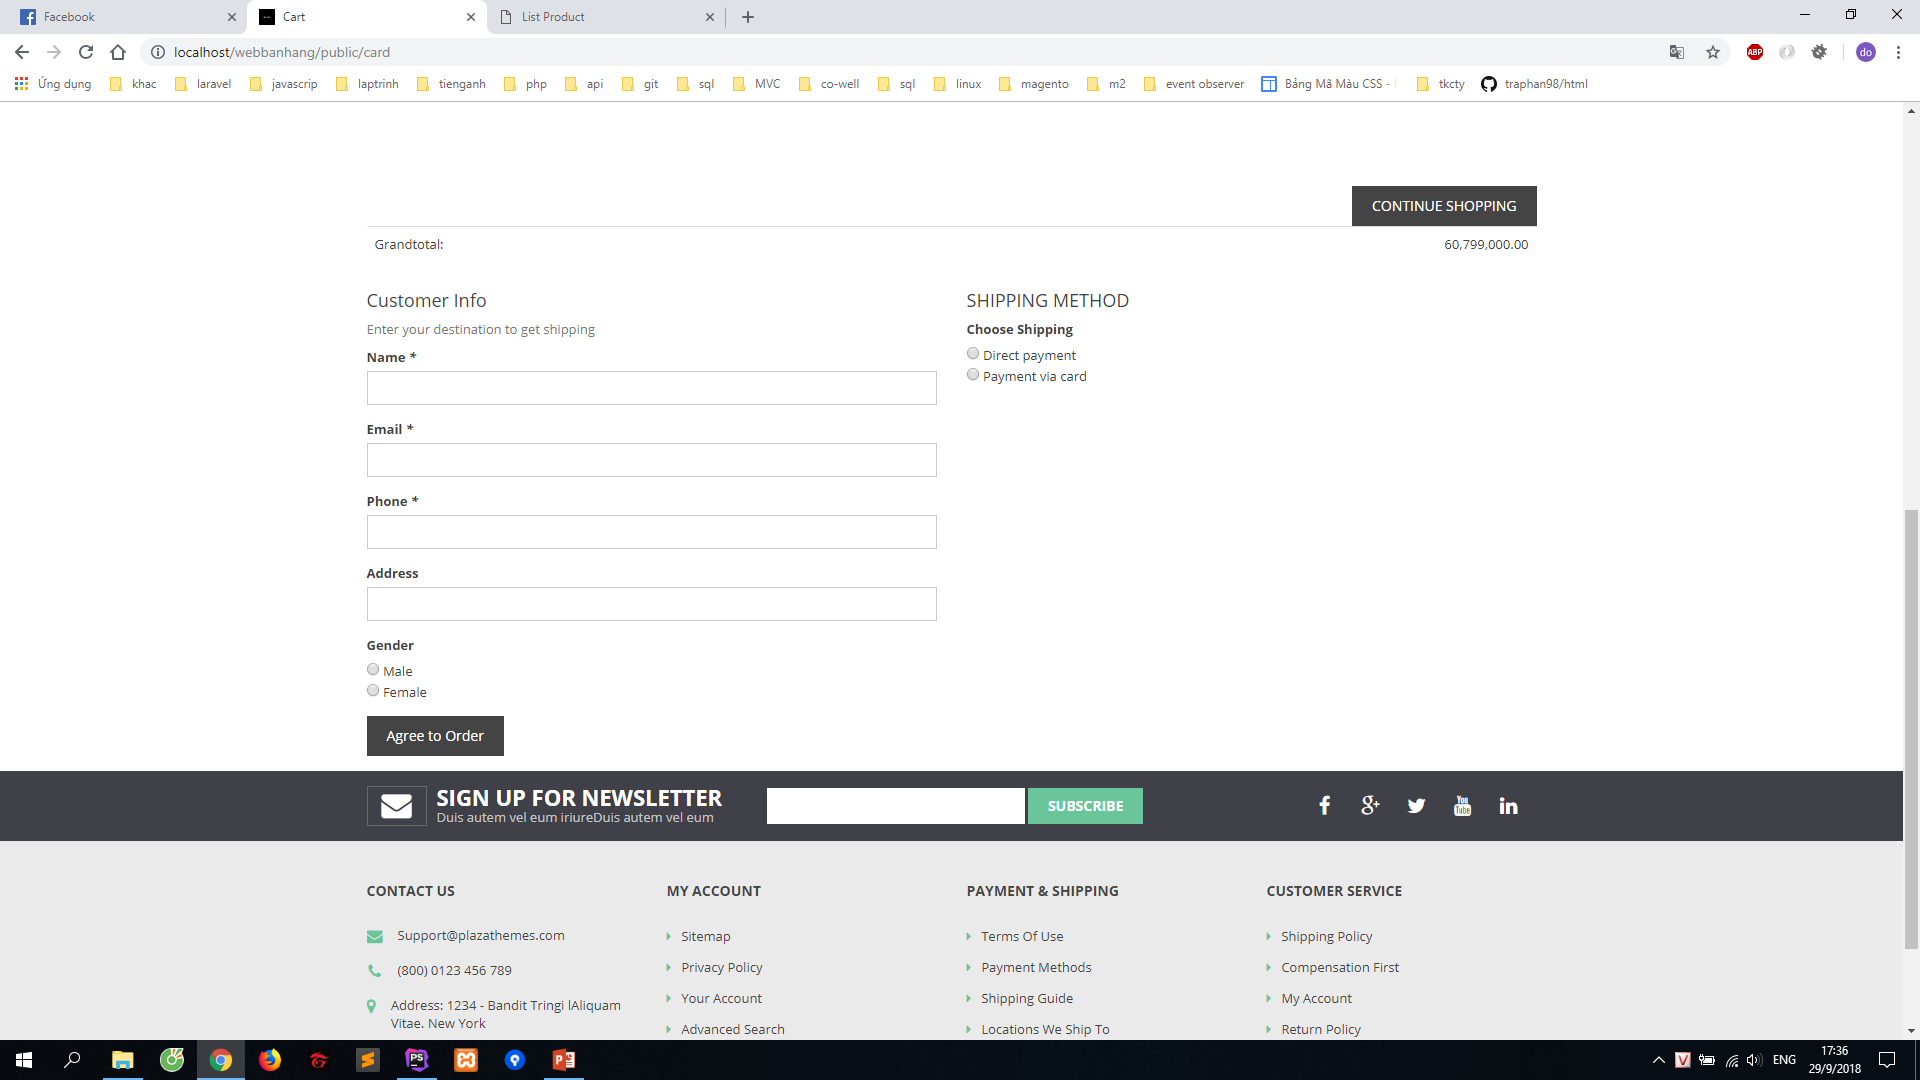 Facebook
Cart
List Product
localhost/webbanhang/public/card
ABP
do
Ứng dụng
khac
laravel
javascrip
laptrinh
tienganh
php
api
git
sql
MVC
co-well
sql
linux
magento
m2
event observer
Bảng Mã Màu CSS -
tkcty
traphan98/html
CONTINUE SHOPPING
Grandtotal: 60,799,000.00
Customer Info
Enter your destination to get shipping
Name *
Email *
Phone *
Address
Gender
Male
Female
Agree to Order
SHIPPING METHOD
Choose Shipping
Direct payment
Payment via card
SIGN UP FOR NEWSLETTER
Duis autem vel eum iriureDuis autem vel eum
SUBSCRIBE
You
Tube
CONTACT US
Support@plazathemes.com
(800) 0123 456 789
Address: 1234 - Bandit Tringi lAliquam
Vitae. New York
MY ACCOUNT
Sitemap
Privacy Policy
Your Account
Advanced Search
PAYMENT & SHIPPING
Terms Of Use
Payment Methods
Shipping Guide
Locations We Ship To
CUSTOMER SERVICE
Shipping Policy
Compensation First
My Account
Return Policy
PS
V
ENG
17:36
29/9/2018